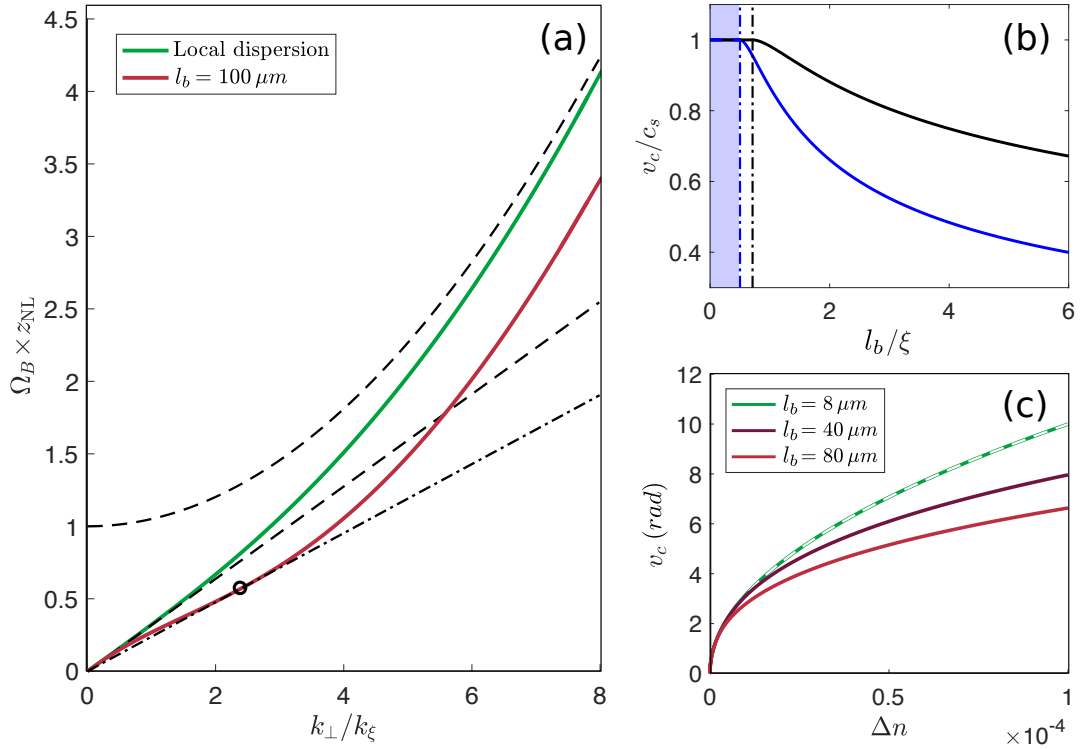 (a)
Local dispersion
l_b = 100 μm
4.5
4
3.5
3
2.5
2
1.5
1
0.5
0
0
2
4
6
8
Ω_B × z_NL
k_⊥/k_ξ
(b)
1
0.8
0.6
0.4
0
2
4
6
v_c/c_s
l_b/ξ
(c)
l_b = 8 μm
l_b = 40 μm
l_b = 80 μm
12
10
8
6
4
2
0
0
0.5
1
v_c (rad)
Δn
×10⁻⁴